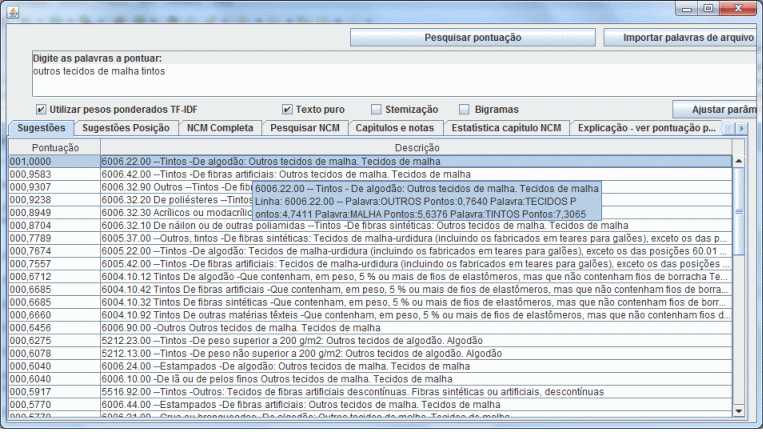 Pesquisar pontuação
Importar palavras de arquivo
Digite as palavras a pontuar:
outros tecidos de malha tintos
Utilizar pesos ponderados TF-IDF
Texto puro
Stemização
Bigramas
Ajustar parâm
Sugestões
Sugestões Posição
NCM Completa
Pesquisar NCM
Capítulos e notas
Estatística capítulo NCM
Explicação - ver pontuação p...
Pontuação
Descrição
001,0000 6006.22.00 --Tintos -De algodão: Outros tecidos de malha. Tecidos de malha
000,9583 6006.42.00 --Tintos -De fibras artificiais: Outros tecidos de malha. Tecidos de malha
000,9307 6006.32.90 Outros --Tintos -De fib
000,9238 6006.32.20 De poliésteres --Tintos
000,8949 6006.32.30 Acrílicos ou modacrílic
6006.22.00 --Tintos - De algodão: Outros tecidos de malha. Tecidos de malha
Linha: 6006.22.00 -- Palavra:OUTROS Pontos:0,7640 Palavra:TECIDOS P
ontos:4,7411 Palavra:MALHA Pontos:5,6376 Palavra:TINTOS Pontos:7,3065
000,8704 6006.32.10 De náilon ou de outras poliamidas --Tintos -De fibras sintéticas: Outros tecidos de malha. Tecidos de malha
000,7789 6005.37.00 --Outros, tintos -De fibras sintéticas: Tecidos de malha-urdidura (incluindo os fabricados em teares para galões), exceto os das p...
000,7674 6005.22.00 --Tintos -De algodão: Tecidos de malha-urdidura (incluindo os fabricados em teares para galões), exceto os das posições 60.01 ...
000,7557 6005.42.00 --Tintos -De fibras artificiais: Tecidos de malha-urdidura (incluindo os fabricados em teares para galões), exceto os das posiçõe...
000,6712 6004.10.12 Tintos De algodão -Que contenham, em peso, 5 % ou mais de fios de elastômeros, mas que não contenham fios de borracha Te...
000,6685 6004.10.42 Tintos De fibras artificiais -Que contenham, em peso, 5 % ou mais de fios de elastômeros, mas que não contenham fios de borra...
000,6685 6004.10.32 Tintos De fibras sintéticas -Que contenham, em peso, 5 % ou mais de fios de elastômeros, mas que não contenham fios de borr...
000,6660 6004.10.92 Tintos De outras matérias têxteis -Que contenham, em peso, 5 % ou mais de fios de elastômeros, mas que não contenham fios d...
000,6456 6006.90.00 -Outros Outros tecidos de malha. Tecidos de malha
000,6275 5212.23.00 --Tintos -De peso superior a 200 g/m2: Outros tecidos de algodão. Algodão
000,6078 5212.13.00 --Tintos -De peso não superior a 200 g/m2: Outros tecidos de algodão. Algodão
000,6040 6006.24.00 --Estampados -De algodão: Outros tecidos de malha. Tecidos de malha
000,6040 6006.10.00 -De lã ou de pelos finos Outros tecidos de malha. Tecidos de malha
000,5917 5516.92.00 --Tintos -Outros: Tecidos de fibras artificiais descontínuas. Fibras sintéticas ou artificiais, descontínuas
000,5770 6006.44.00 --Estampados -De fibras artificiais: Outros tecidos de malha. Tecidos de malha
000,5770 6006.21.00 --Crus ou branqueados -De algodão: Outros tecidos de malha. Tecidos de malha